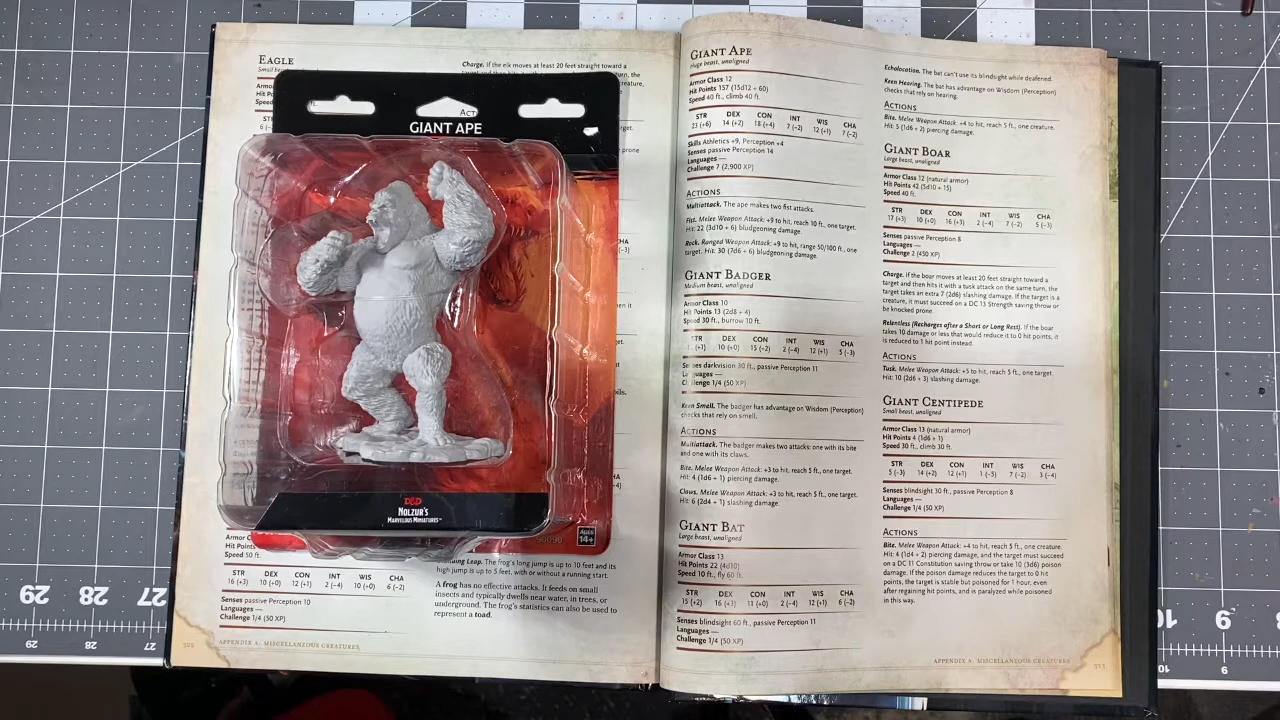 EAGLE
Small beas
Armor C
Hit Po
Speed
STR
6 (–
Charge. If the elk moves at least 20 feet straight toward a
ACT
GIANT APE
D&D
NOLZUR'S
MARVELOUS MINIATURES™
90090
AGES
14+
Armor C
Hit Points
Speed 50 ft.
STR DEX CON INT WIS CHA
16 (+3) 10 (+0) 12 (+1) 2 (–4) 10 (+0) 6 (–2)
Senses passive Perception 10
Languages —
Challenge 1/4 (50 XP)
Leap. The frog's long jump is up to 10 feet and its
high jump is up to 5 feet, with or without a running start.
A frog has no effective attacks. It feeds on small
insects and typically dwells near water, in trees, or
underground. The frog's statistics can also be used to
represent a toad.
APPENDIX A: MISCELLANEOUS CREATURES
GIANT APE
Huge beast, unaligned
Armor Class 12
Hit Points 157 (15d12 + 60)
Speed 40 ft., climb 40 ft.
STR DEX CON INT WIS CHA
23 (+6) 14 (+2) 18 (+4) 7 (–2) 12 (+1) 7 (–2)
Skills Athletics +9, Perception +4
Senses passive Perception 14
Languages —
Challenge 7 (2,900 XP)
ACTIONS
Multiattack. The ape makes two fist attacks.
Fist. Melee Weapon Attack: +9 to hit, reach 10 ft., one target.
Hit: 22 (3d10 + 6) bludgeoning damage.
Rock. Ranged Weapon Attack: +9 to hit, range 50/100 ft., one
target. Hit: 30 (7d6 + 6) bludgeoning damage.
GIANT BADGER
Medium beast, unaligned
Armor Class 10
Hit Points 13 (2d8 + 4)
Speed 30 ft., burrow 10 ft.
STR DEX CON INT WIS CHA
(+1) 10 (+0) 15 (+2) 2 (–4) 12 (+1) 5 (–3)
Senses darkvision 30 ft., passive Perception 11
Languages —
Challenge 1/4 (50 XP)
Keen Smell. The badger has advantage on Wisdom (Perception)
checks that rely on smell.
ACTIONS
Multiattack. The badger makes two attacks: one with its bite
and one with its claws.
Bite. Melee Weapon Attack: +3 to hit, reach 5 ft., one target.
Hit: 4 (1d6 + 1) piercing damage.
Claws. Melee Weapon Attack: +3 to hit, reach 5 ft., one target.
Hit: 6 (2d4 + 1) slashing damage.
GIANT BAT
Large beast, unaligned
Armor Class 13
Hit Points 22 (4d10)
Speed 10 ft., fly 60 ft.
STR DEX CON INT WIS CHA
15 (+2) 16 (+3) 11 (+0) 2 (–4) 12 (+1) 6 (–2)
Senses blindsight 60 ft., passive Perception 11
Languages —
Challenge 1/4 (50 XP)
Echolocation. The bat can't use its blindsight while deafened.
Keen Hearing. The bat has advantage on Wisdom (Perception)
checks that rely on hearing.
ACTIONS
Bite. Melee Weapon Attack: +4 to hit, reach 5 ft., one creature.
Hit: 5 (1d6 + 2) piercing damage.
GIANT BOAR
Large beast, unaligned
Armor Class 12 (natural armor)
Hit Points 42 (5d10 + 15)
Speed 40 ft.
STR DEX CON INT WIS CHA
17 (+3) 10 (+0) 16 (+3) 2 (–4) 7 (–2) 5 (–3)
Senses passive Perception 8
Languages —
Challenge 2 (450 XP)
Charge. If the boar moves at least 20 feet straight toward a
target and then hits it with a tusk attack on the same turn, the
target takes an extra 7 (2d6) slashing damage. If the target is a
creature, it must succeed on a DC 13 Strength saving throw or
be knocked prone.
Relentless (Recharges after a Short or Long Rest). If the boar
takes 10 damage or less that would reduce it to 0 hit points, it
is reduced to 1 hit point instead.
ACTIONS
Tusk. Melee Weapon Attack: +5 to hit, reach 5 ft., one target.
Hit: 10 (2d6 + 3) slashing damage.
GIANT CENTIPEDE
Small beast, unaligned
Armor Class 13 (natural armor)
Hit Points 4 (1d6 + 1)
Speed 30 ft., climb 30 ft.
STR DEX CON INT WIS CHA
5 (–3) 14 (+2) 12 (+1) 1 (–5) 7 (–2) 3 (–4)
Senses blindsight 30 ft., passive Perception 8
Languages —
Challenge 1/4 (50 XP)
ACTIONS
Bite. Melee Weapon Attack: +4 to hit, reach 5 ft., one creature.
Hit: 4 (1d4 + 2) piercing damage, and the target must succeed
on a DC 11 Constitution saving throw or take 10 (3d6) poison
damage. If the poison damage reduces the target to 0 hit
points, the target is stable but poisoned for 1 hour, even
after regaining hit points, and is paralyzed while poisoned
in this way.
APPENDIX A: MISCELLANEOUS CREATURES
29 28 27
29 28 27
10 9
10 9